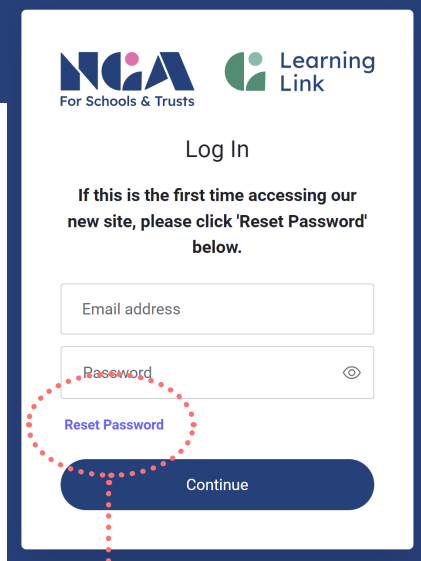 NGA
For Schools & Trusts
Learning
Link
Log In
If this is the first time accessing our
new site, please click 'Reset Password'
below.
Email address
Password
Reset Password
Continue